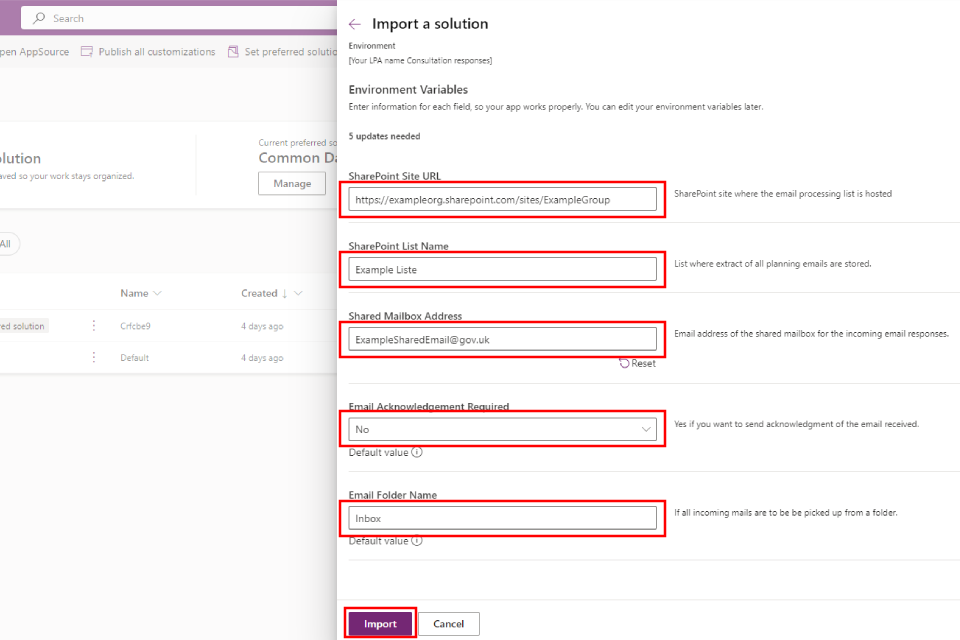 Search
pen AppSource
Publish all customizations
Set preferred solutio
olution
aved so your work stays organized.
Current preferred so
Common Da
Manage
All
Name
Created ↓
red solution
Crfcbe9
4 days ago
Default
4 days ago
Import a solution
Environment
[Your LPA name Consultation responses]
Environment Variables
Enter information for each field, so your app works properly. You can edit your environment variables later.
5 updates needed
SharePoint Site URL
https://exampleorg.sharepoint.com/sites/ExampleGroup
SharePoint site where the email processing list is hosted
SharePoint List Name
Example Liste
List where extract of all planning emails are stored.
Shared Mailbox Address
ExampleSharedEmail@gov.uk
Email address of the shared mailbox for the incoming email responses.
Reset
Email Acknowledgement Required
No
Yes if you want to send acknowledgment of the email received.
Default value
Email Folder Name
Inbox
If all incoming mails are to be be picked up from a folder.
Default value
Import
Cancel